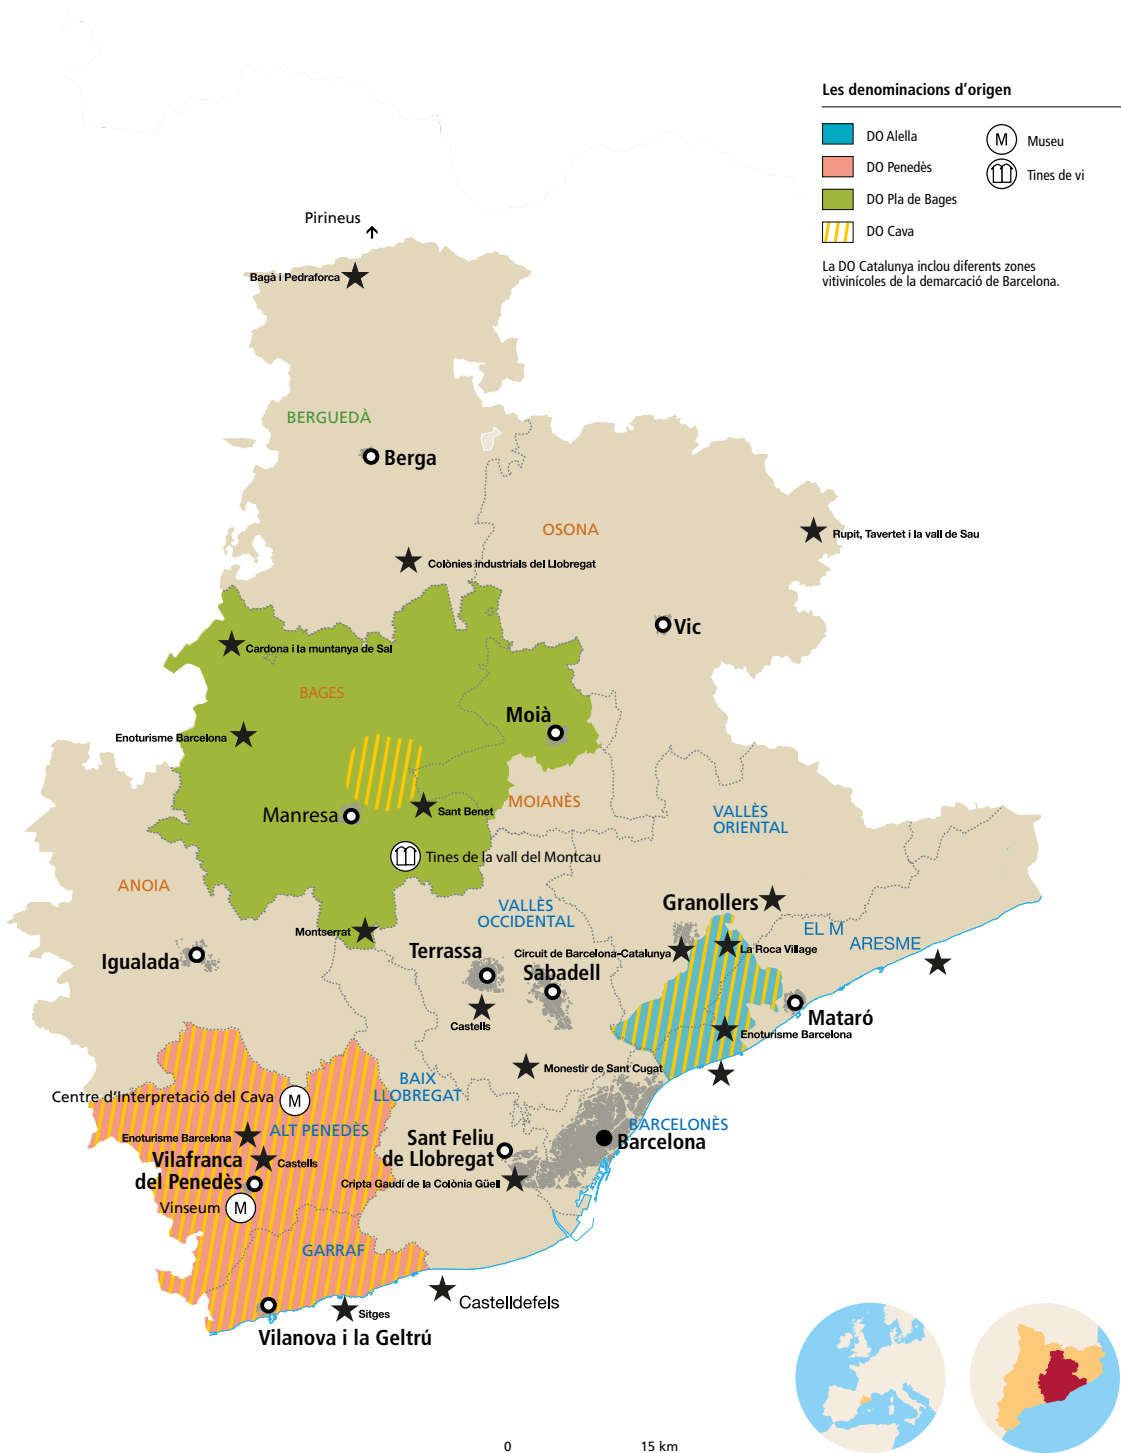 Les denominacions d'origen
DO Alella
M
Museu
DO Penedès
Tines de vi
DO Pla de Bages
DO Cava
La DO Catalunya inclou diferents zones
vitivinícoles de la demarcació de Barcelona.
Pirineus
Bagà i Pedraforca
BERGUEDÀ
Berga
OSONA
Rupit, Tavertet i la vall de Sau
Colònies industrials del Llobregat
Vic
Cardona i la muntanya de Sal
BAGES
Moià
Enoturisme Barcelona
MOIANÈS
Sant Benet
Manresa
VALLÈS
ORIENTAL
Tines de la vall del Montcau
ANOIA
VALLÈS
OCCIDENTAL
Granollers
Montserrat
EL M
ARESME
Terrassa
Circuit de Barcelona-Catalunya
La Roca Village
Igualada
Sabadell
Castells
Mataró
Enoturisme Barcelona
Monestir de Sant Cugat
BAIX
LLOBREGAT
Centre d'Interpretació del Cava
M
BARCELONÈS
ALT PENEDÈS
Enoturisme Barcelona
Sant Feliu
de Llobregat
Barcelona
Vilafranca
del Penedès
Castells
Cripta Gaudí de la Colònia Güell
Vinseum
M
GARRAF
Castelldefels
Sitges
Vilanova i la Geltrú
0
15 km